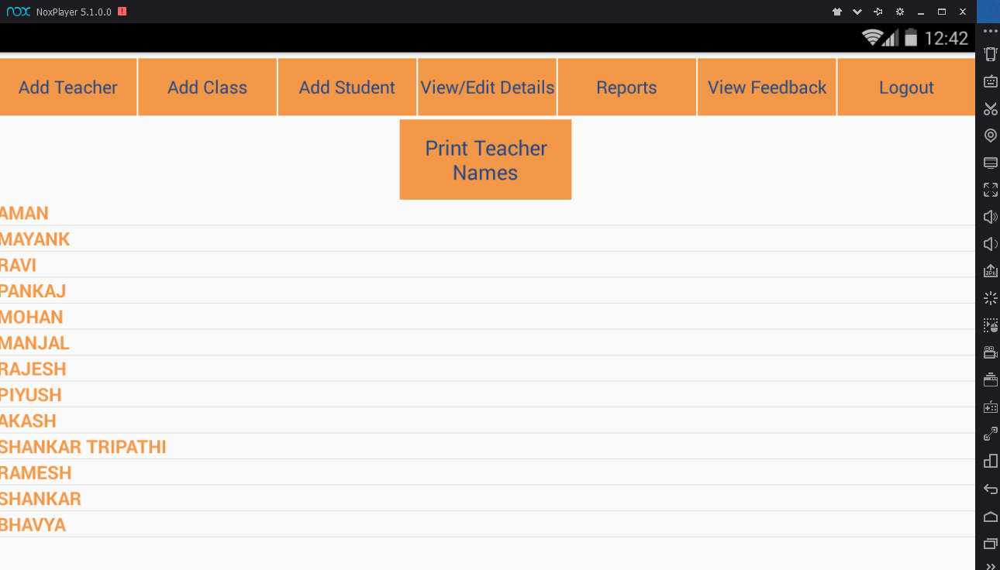 nox NoxPlayer 5.1.0.0
12:42
Add Teacher Add Class Add Student View/Edit Details Reports View Feedback Logout
Print Teacher
Names
AMAN
MAYANK
RAVI
PANKAJ
MOHAN
MANJAL
RAJESH
PIYUSH
AKASH
SHANKAR TRIPATHI
RAMESH
SHANKAR
BHAVYA